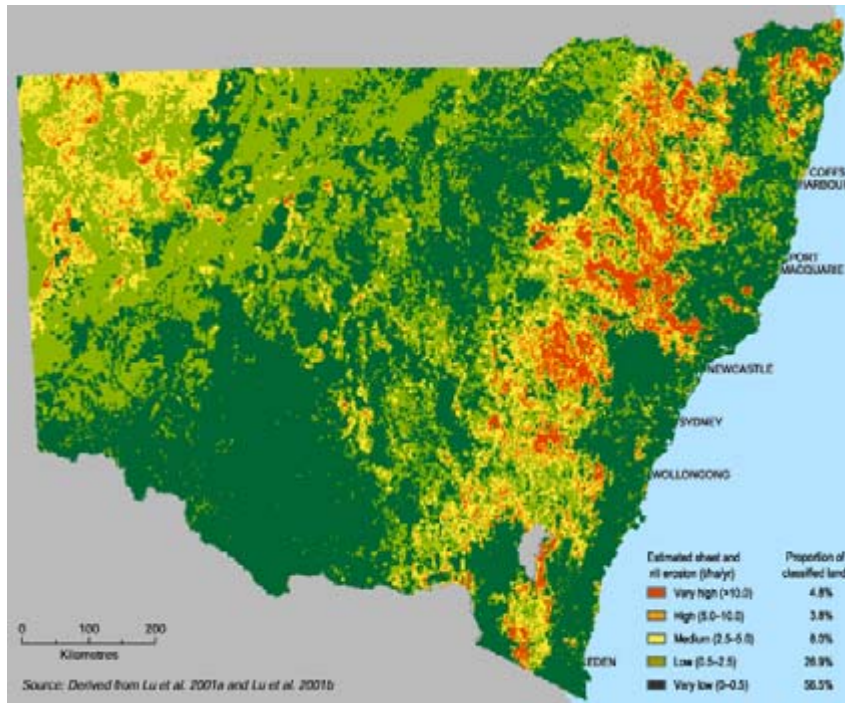 COFFS
HARBOUR
PORT
MACQUARIE
NEWCASTLE
SYDNEY
WOLLONGONG
EDEN
Estimated sheet and
rill erosion (t/ha/yr)
Proportion of
classified land
Very high (>10.0) 4.8%
High (5.0–10.0) 3.8%
Medium (2.5–5.0) 8.0%
Low (0.5–2.5) 26.9%
Very low (0–0.5) 56.5%
0 100 200
Kilometres
Source: Derived from Lu et al. 2001a and Lu et al. 2001b